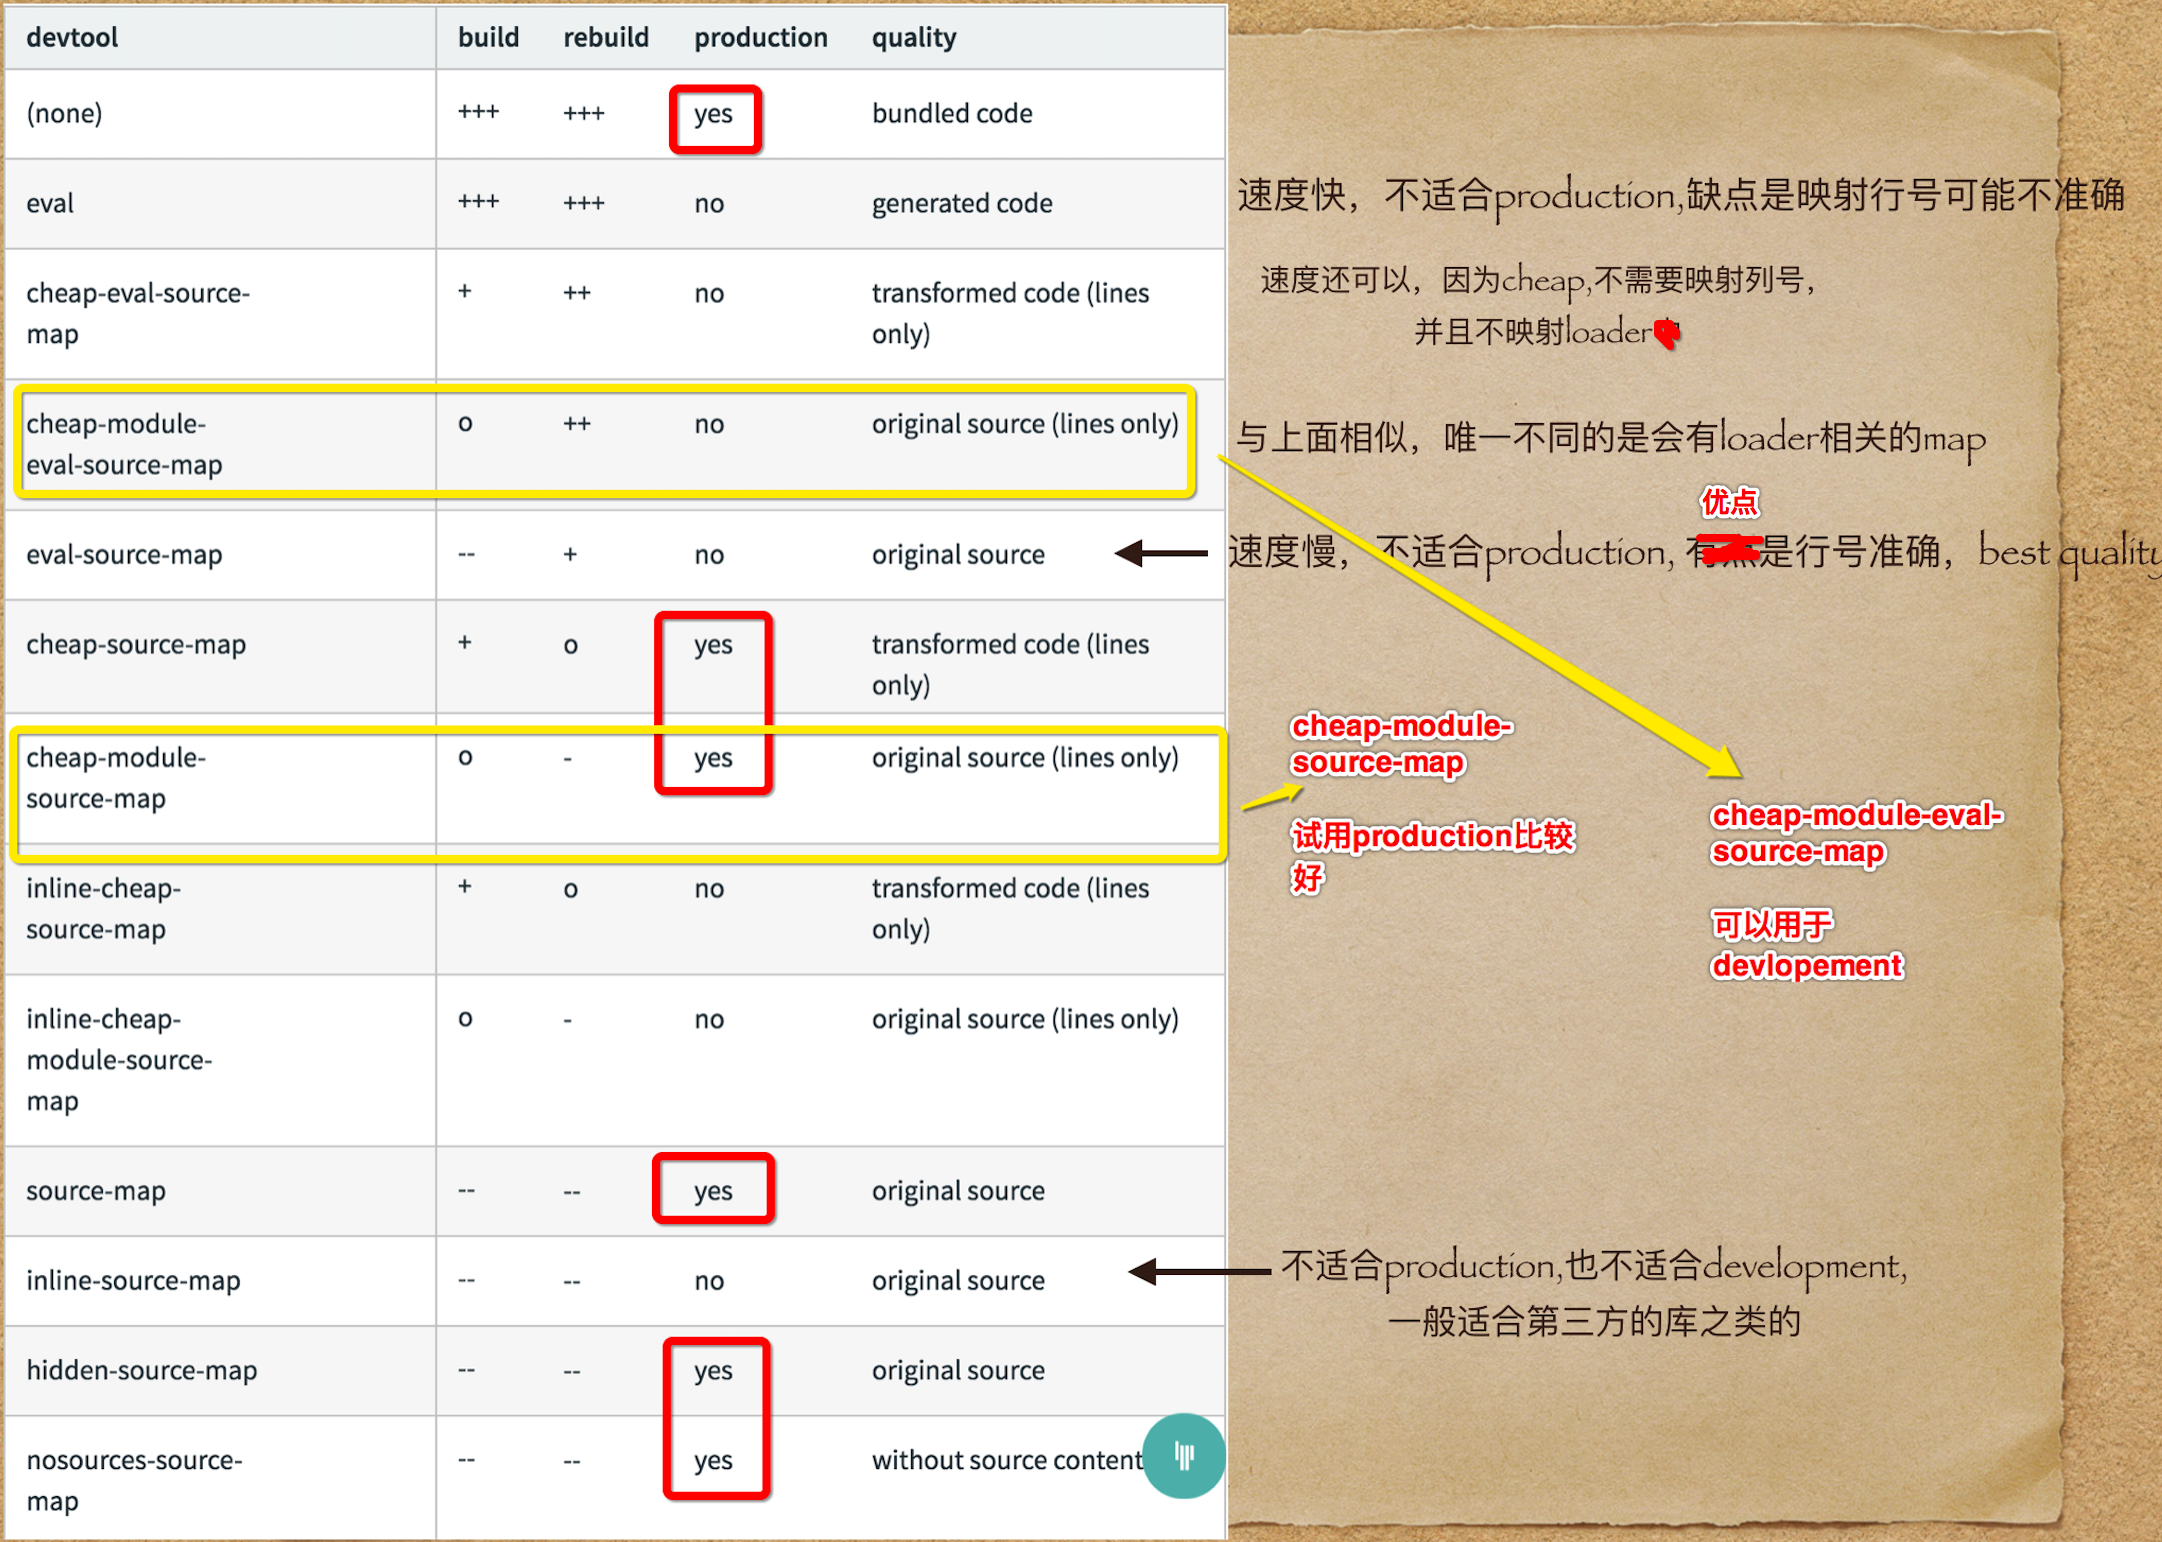 devtool build rebuild production quality
(none) +++ +++ yes bundled code
eval +++ +++ no generated code
速度快，不适合production,缺点是映射行号可能不准确
cheap-eval-source- + ++ no transformed code (lines
map only)
速度还可以，因为cheap,不需要映射列号，
并且不映射loader
cheap-module- o ++ no original source (lines only)
eval-source-map
与上面相似，唯一不同的是会有loader相关的map
优点
eval-source-map -- + no original source
速度慢，不适合production, 是行号准确，best quality
cheap-source-map + o yes transformed code (lines
only)
cheap-module- o - yes original source (lines only)
source-map
cheap-module-
source-map
试用production比较
好
cheap-module-eval-
source-map
可以用于
devlopement
inline-cheap- + o no transformed code (lines
source-map only)
inline-cheap- o - no original source (lines only)
module-source-
map
source-map -- -- yes original source
inline-source-map -- -- no original source
不适合production,也不适合development,
一般适合第三方的库之类的
hidden-source-map -- -- yes original source
nosources-source- -- -- yes without source content
map